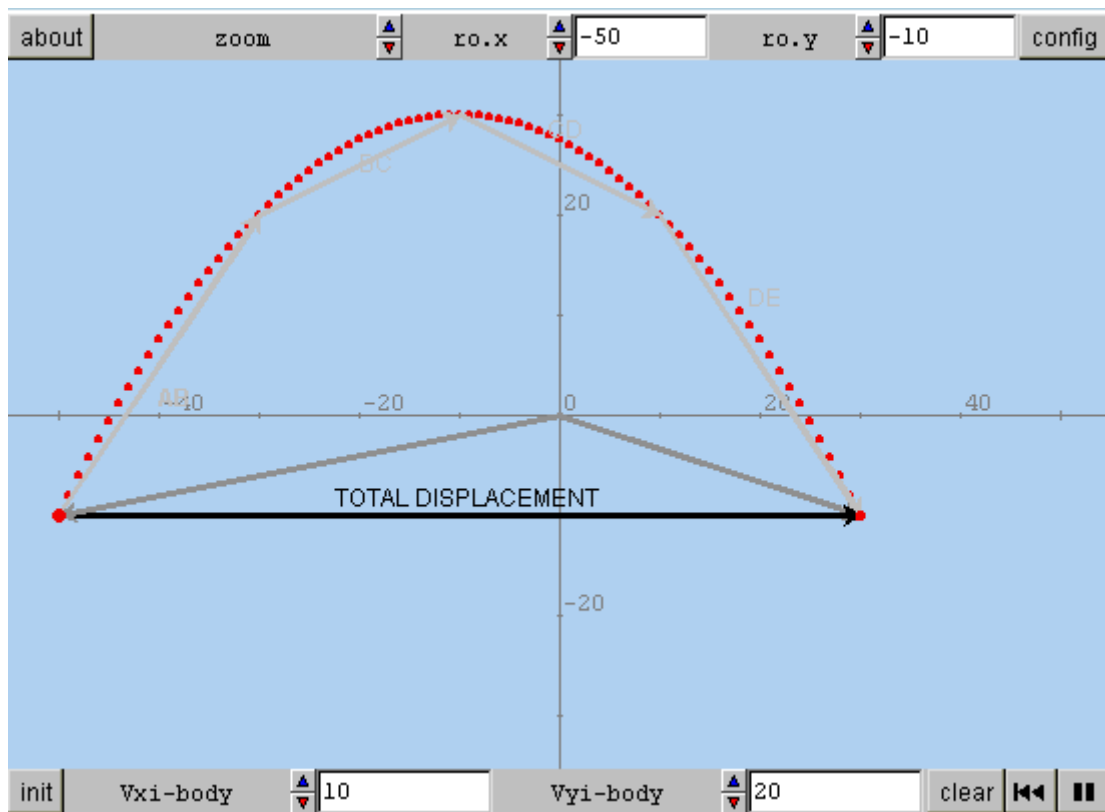 about zoom ro.x -50 ro.y -10 config
CD
BC
20
DE
AB -40 -20 0 20 40
TOTAL DISPLACEMENT
-20
init Vxi-body 10 Vyi-body 20 clear